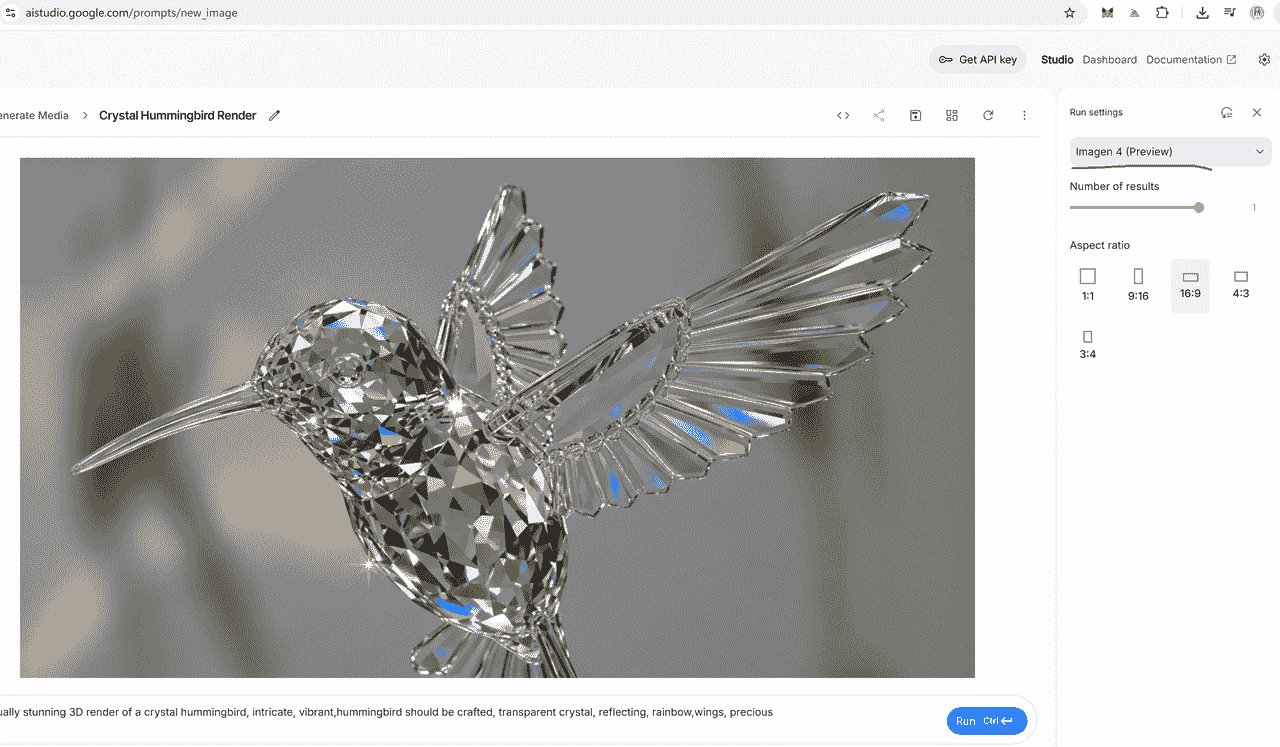 aistudio.google.com/prompts/new_image
Get API key
Studio
Dashboard
Documentation
enerate Media
Crystal Hummingbird Render
Run settings
Imagen 4 (Preview)
Number of results
1
Aspect ratio
1:1
9:16
16:9
4:3
3:4
ually stunning 3D render of a crystal hummingbird, intricate, vibrant,hummingbird should be crafted, transparent crystal, reflecting, rainbow,wings, precious
Run Ctrl